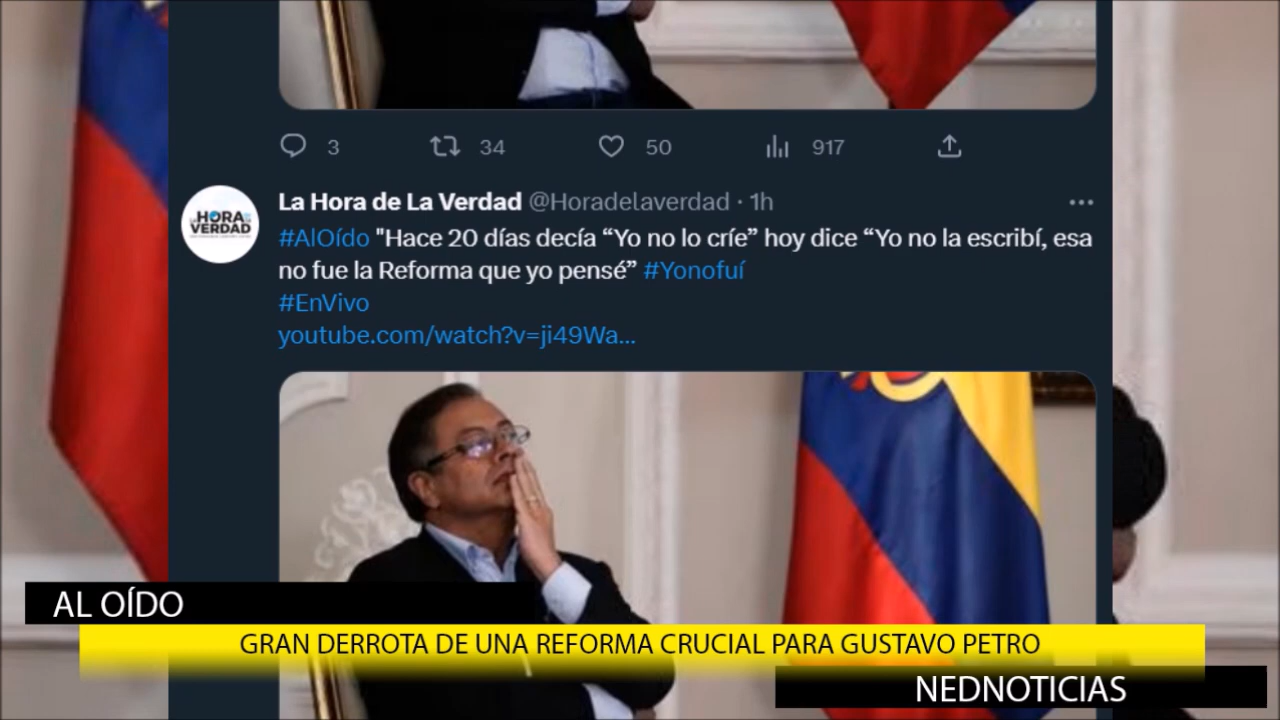 3 34 50 917
La Hora de La Verdad @Horadelaverdad · 1h
HORA
VERDAD
#AlOído "Hace 20 días decía “Yo no lo críe” hoy dice “Yo no la escribí, esa
no fue la Reforma que yo pensé” #Yonofuí
#EnVivo
youtube.com/watch?v=ji49Wa...
AL OÍDO
GRAN DERROTA DE UNA REFORMA CRUCIAL PARA GUSTAVO PETRO
NEDNOTICIAS